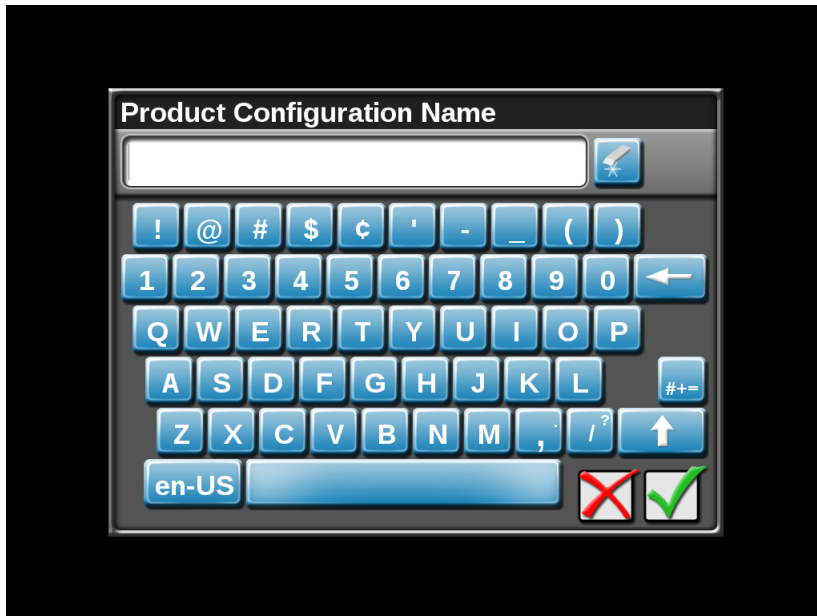 Product Configuration Name
! @ # $ ¢ ' - _ ( )
1 2 3 4 5 6 7 8 9 0
Q W E R T Y U I O P
A S D F G H J K L #+=
Z X C V B N M , . / ?
en-US